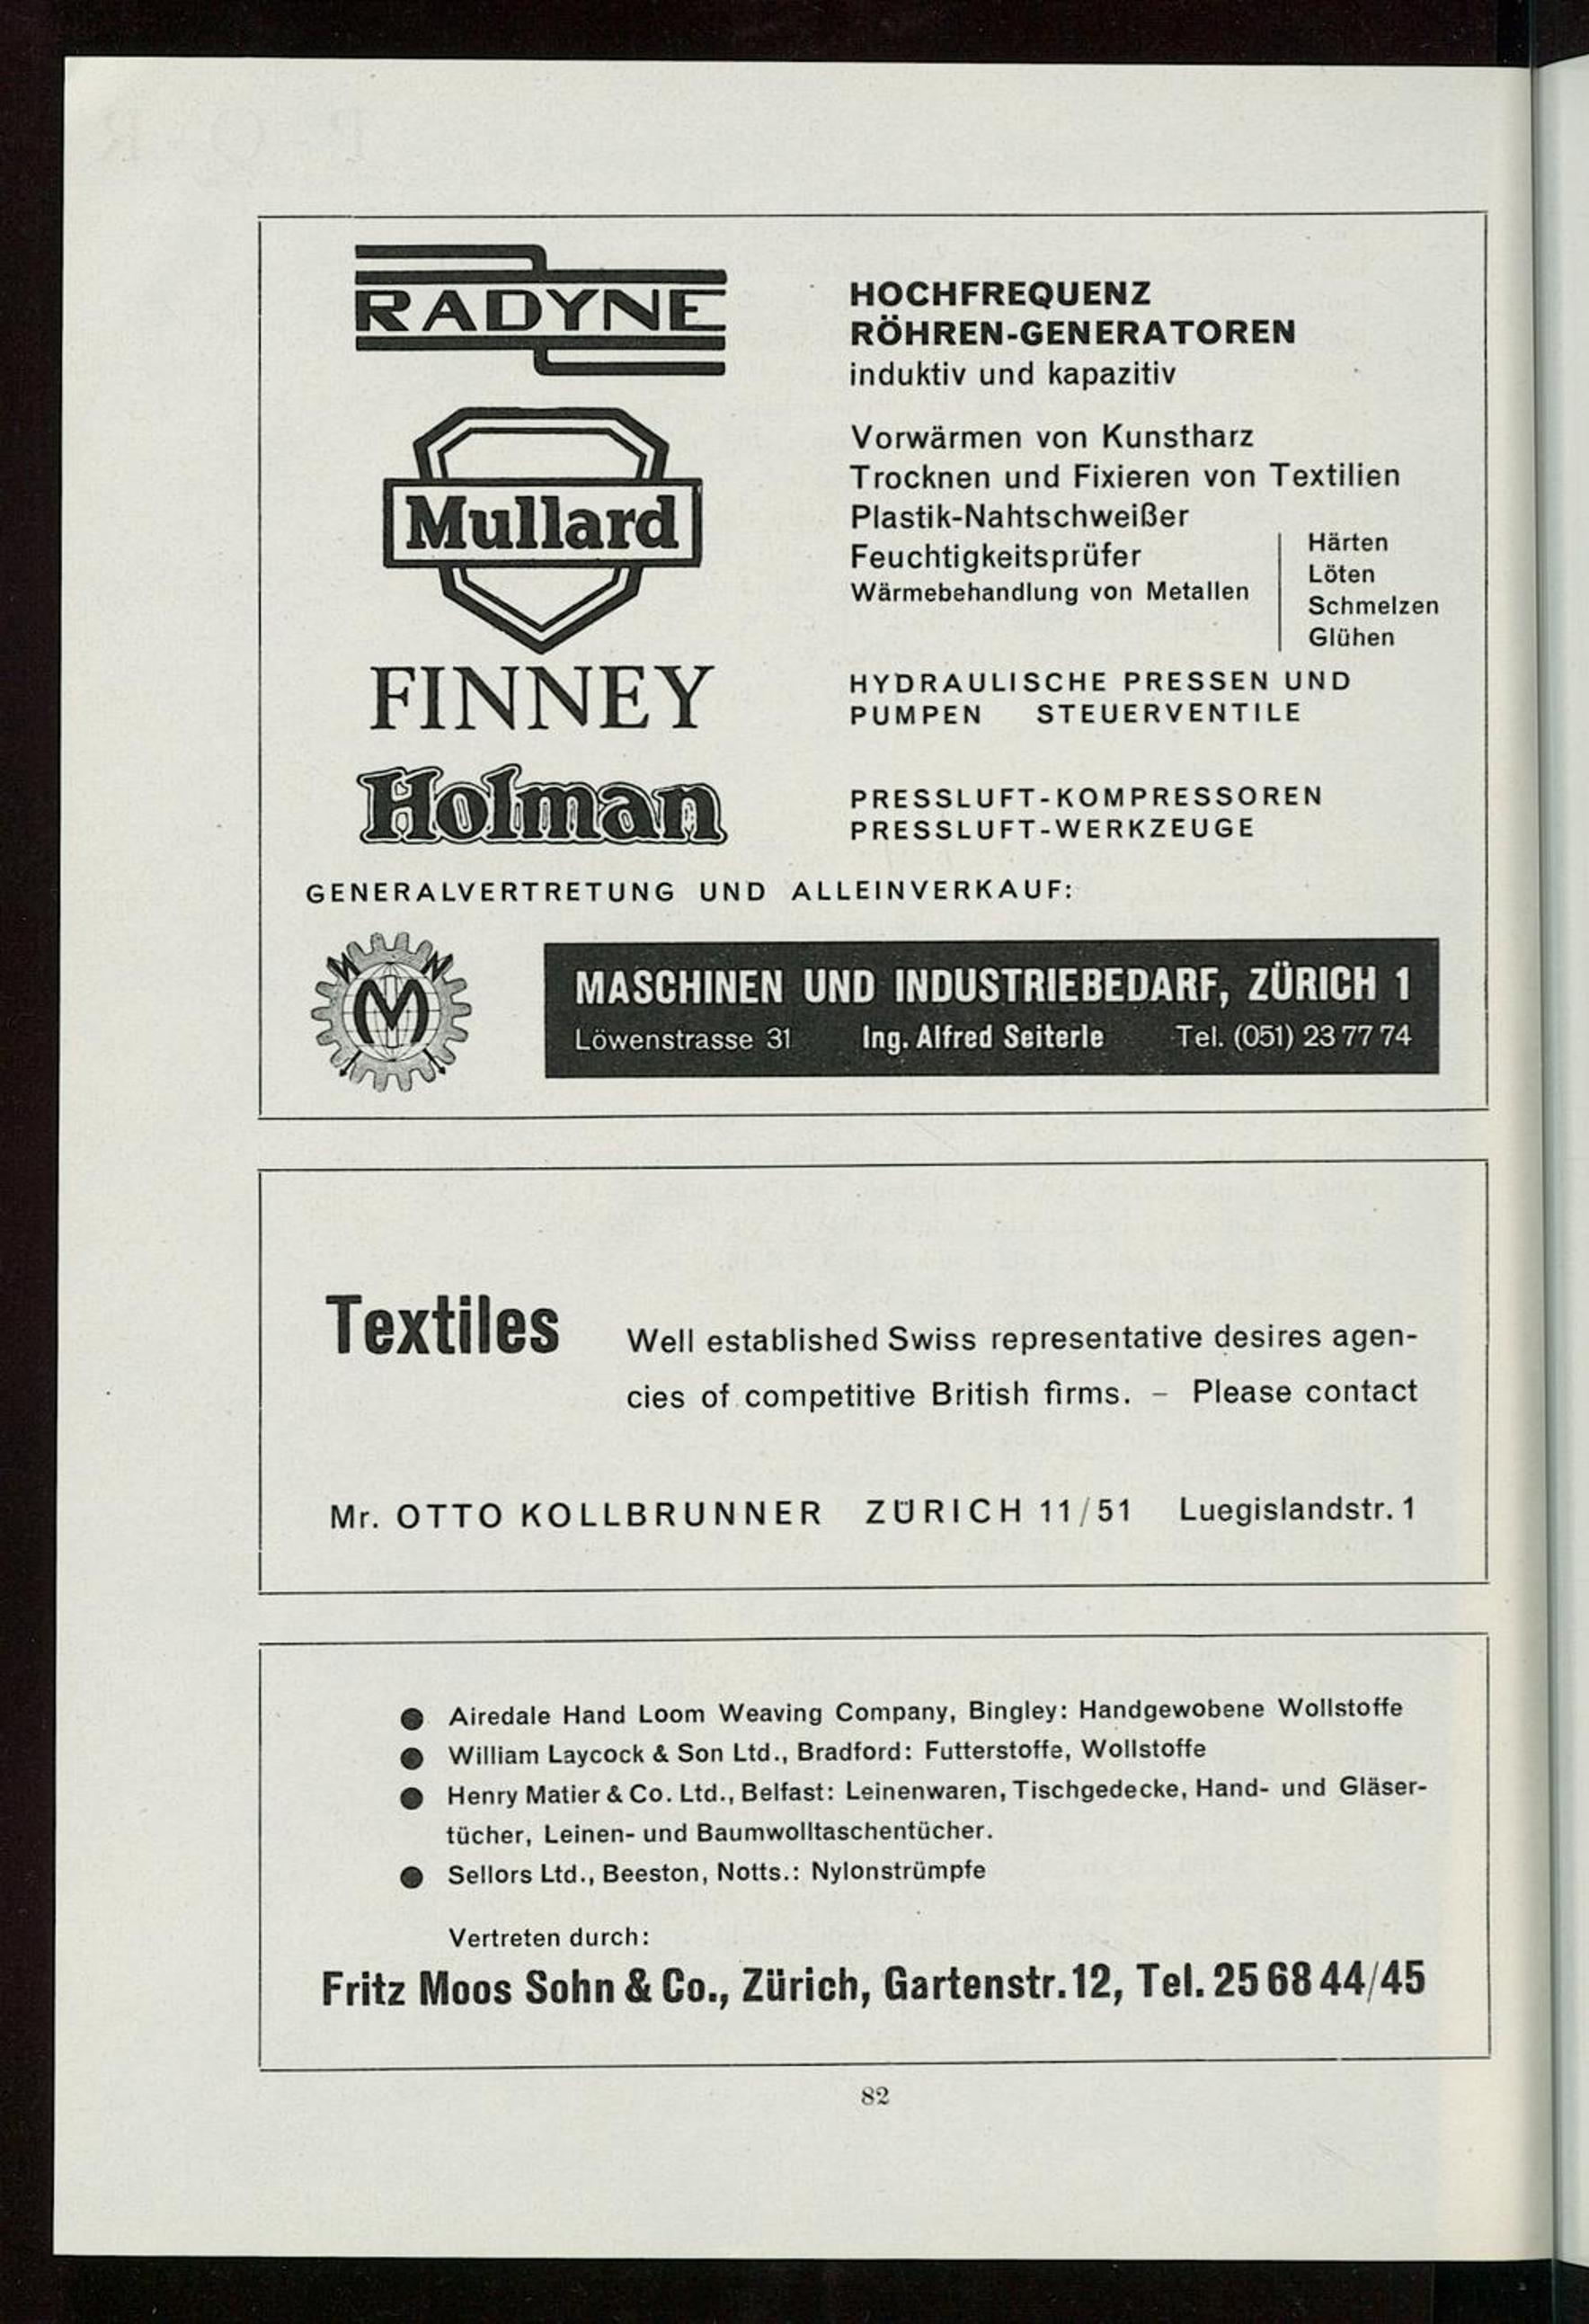 RADYNE
HOCHFREQUENZ
RÖHREN-GENERATOREN
induktiv und kapazitiv
Mullard
Vorwärmen von Kunstharz
Trocknen und Fixieren von Textilien
Plastik-Nahtschweißer
Feuchtigkeitsprüfer
Wärmebehandlung von Metallen
Härten
Löten
Schmelzen
Glühen
FINNEY
HYDRAULISCHE PRESSEN UND
PUMPEN STEUERVENTILE
Holman
PRESSLUFT-KOMPRESSOREN
PRESSLUFT-WERKZEUGE
GENERALVERTRETUNG UND ALLEINVERKAUF:
M
MASCHINEN UND INDUSTRIEBEDARF, ZÜRICH 1
Löwenstrasse 31 Ing. Alfred Seiterle Tel. (051) 23 77 74
Textiles
Well established Swiss representative desires agen-
cies of competitive British firms. – Please contact
Mr. OTTO KOLLBRUNNER ZÜRICH 11/51 Luegislandstr. 1
● Airedale Hand Loom Weaving Company, Bingley: Handgewobene Wollstoffe
● William Laycock & Son Ltd., Bradford: Futterstoffe, Wollstoffe
● Henry Matier & Co. Ltd., Belfast: Leinenwaren, Tischgedecke, Hand- und Gläser-
tücher, Leinen- und Baumwolltaschentücher.
● Sellors Ltd., Beeston, Notts.: Nylonstrümpfe
Vertreten durch:
Fritz Moos Sohn & Co., Zürich, Gartenstr. 12, Tel. 25 68 44/45
82